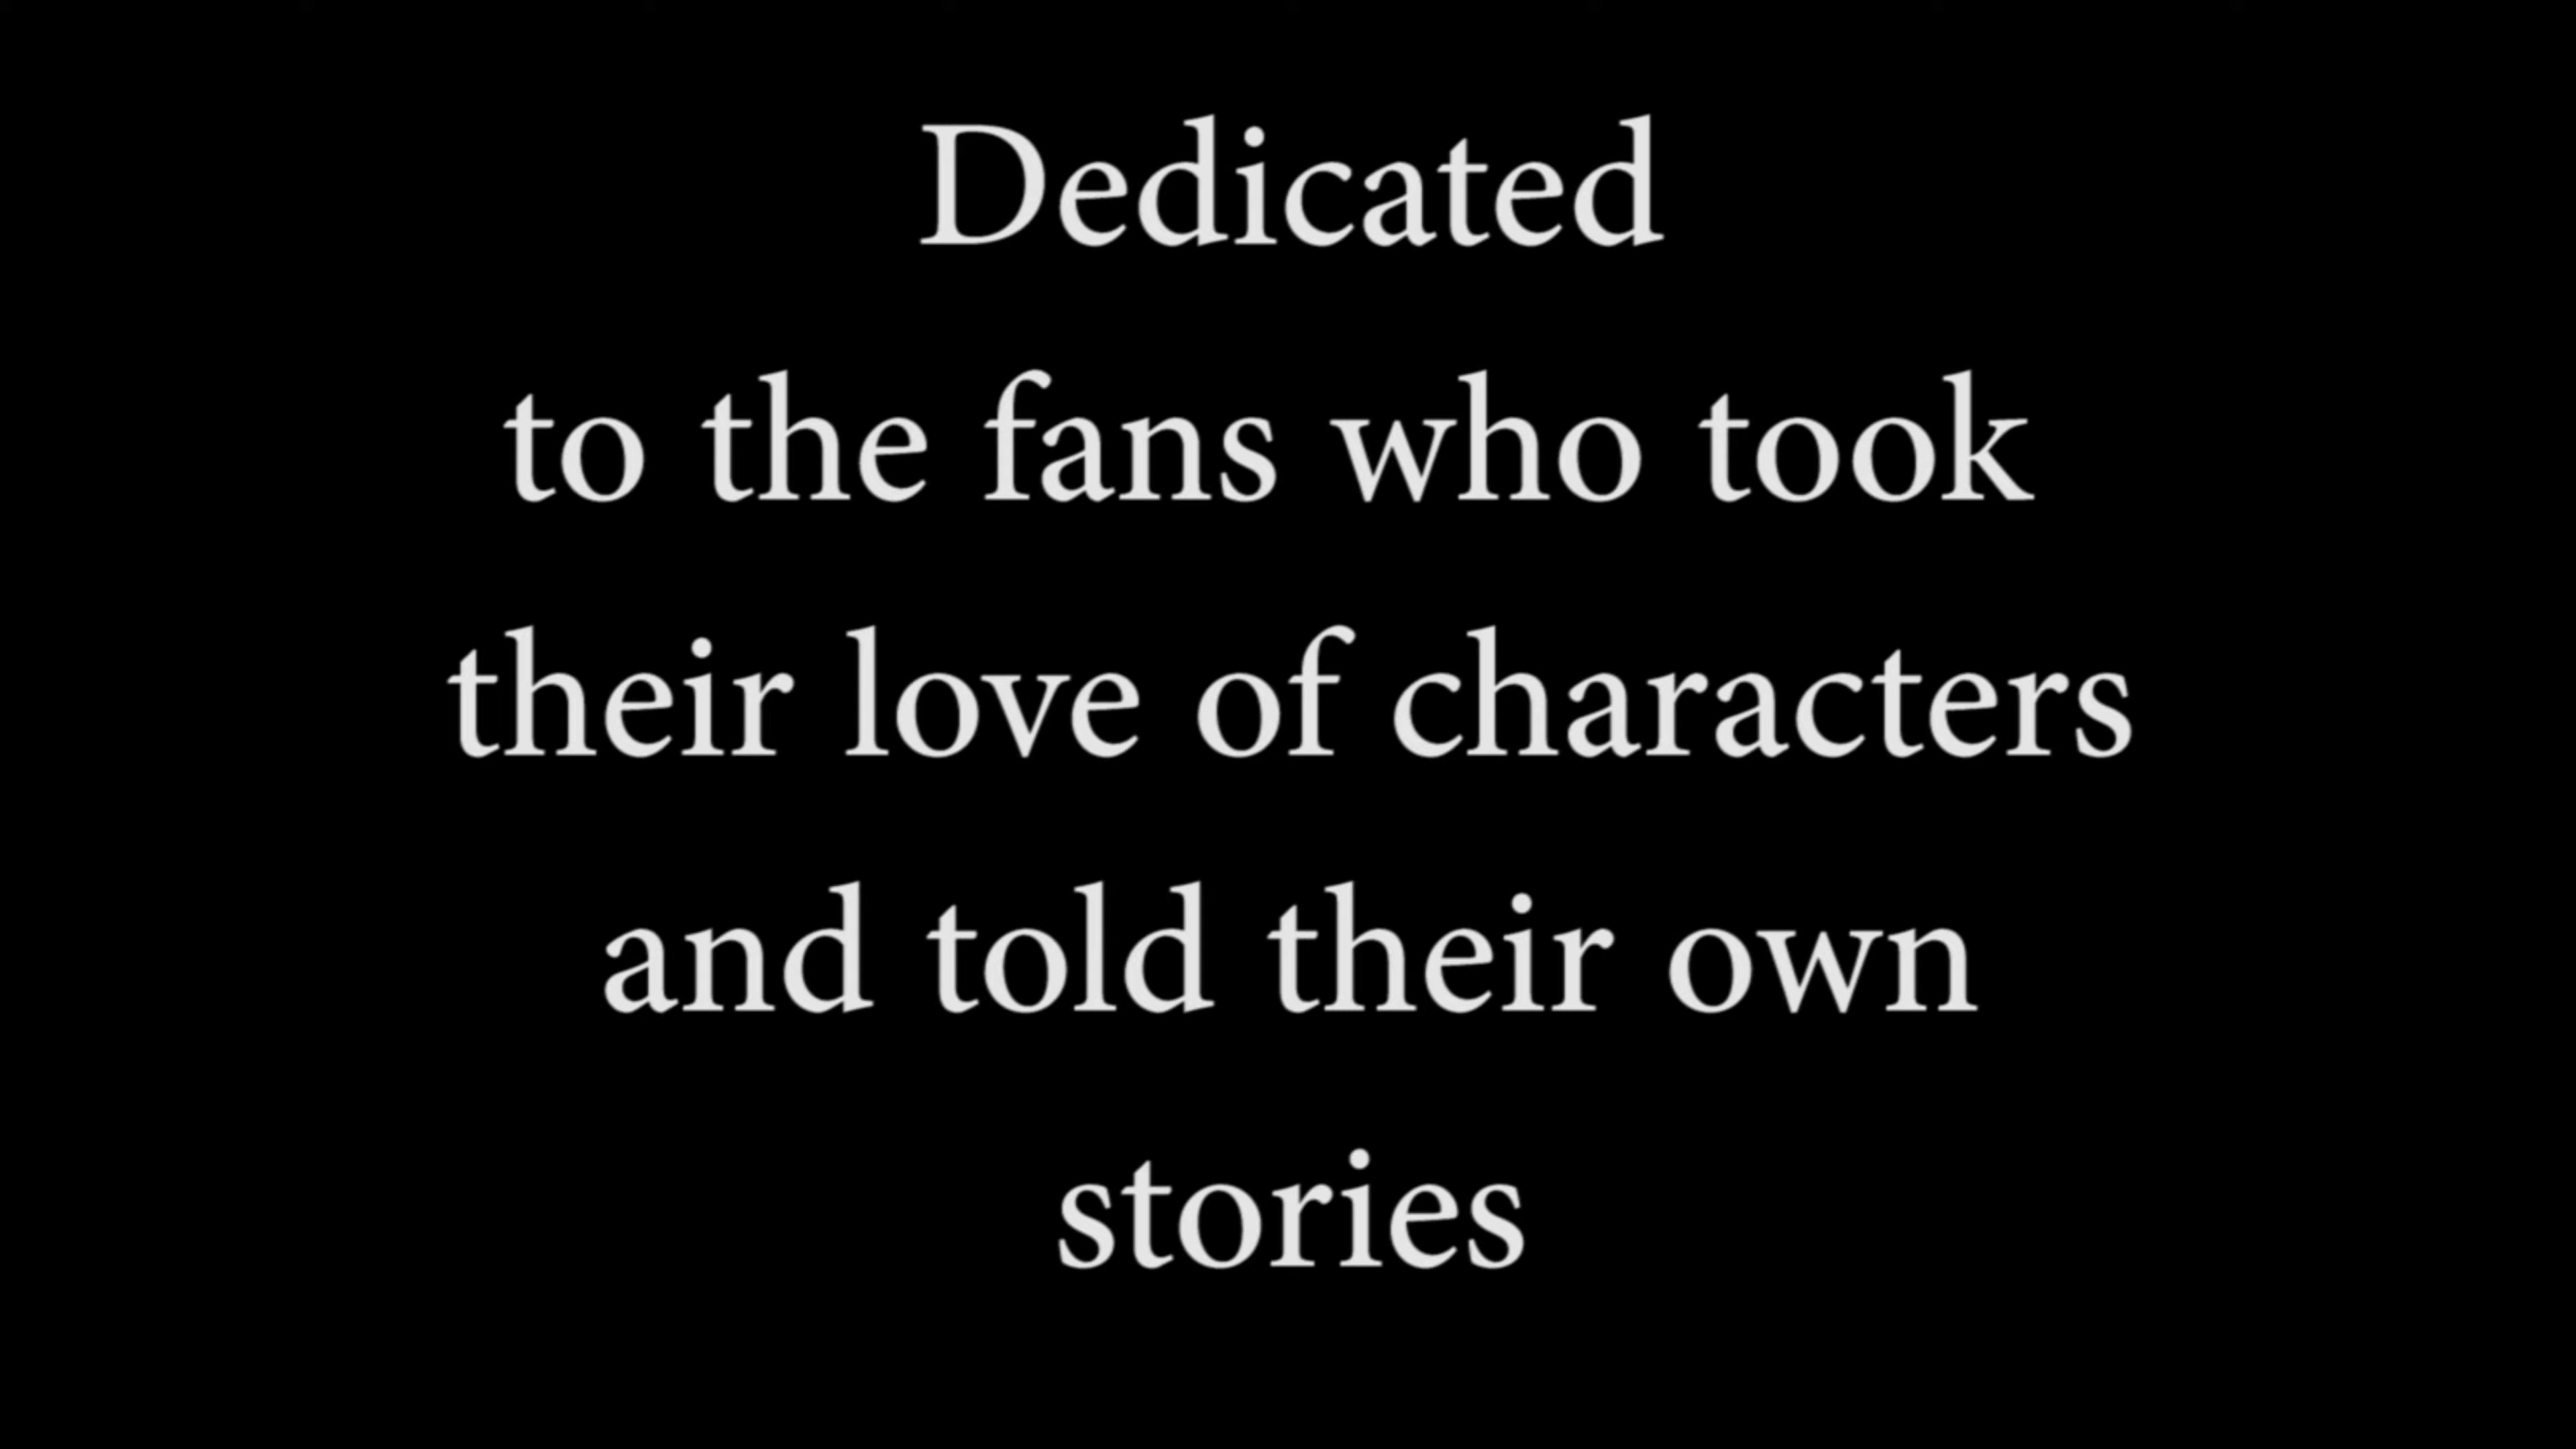 Dedicated
to the fans who took
their love of characters
and told their own
stories